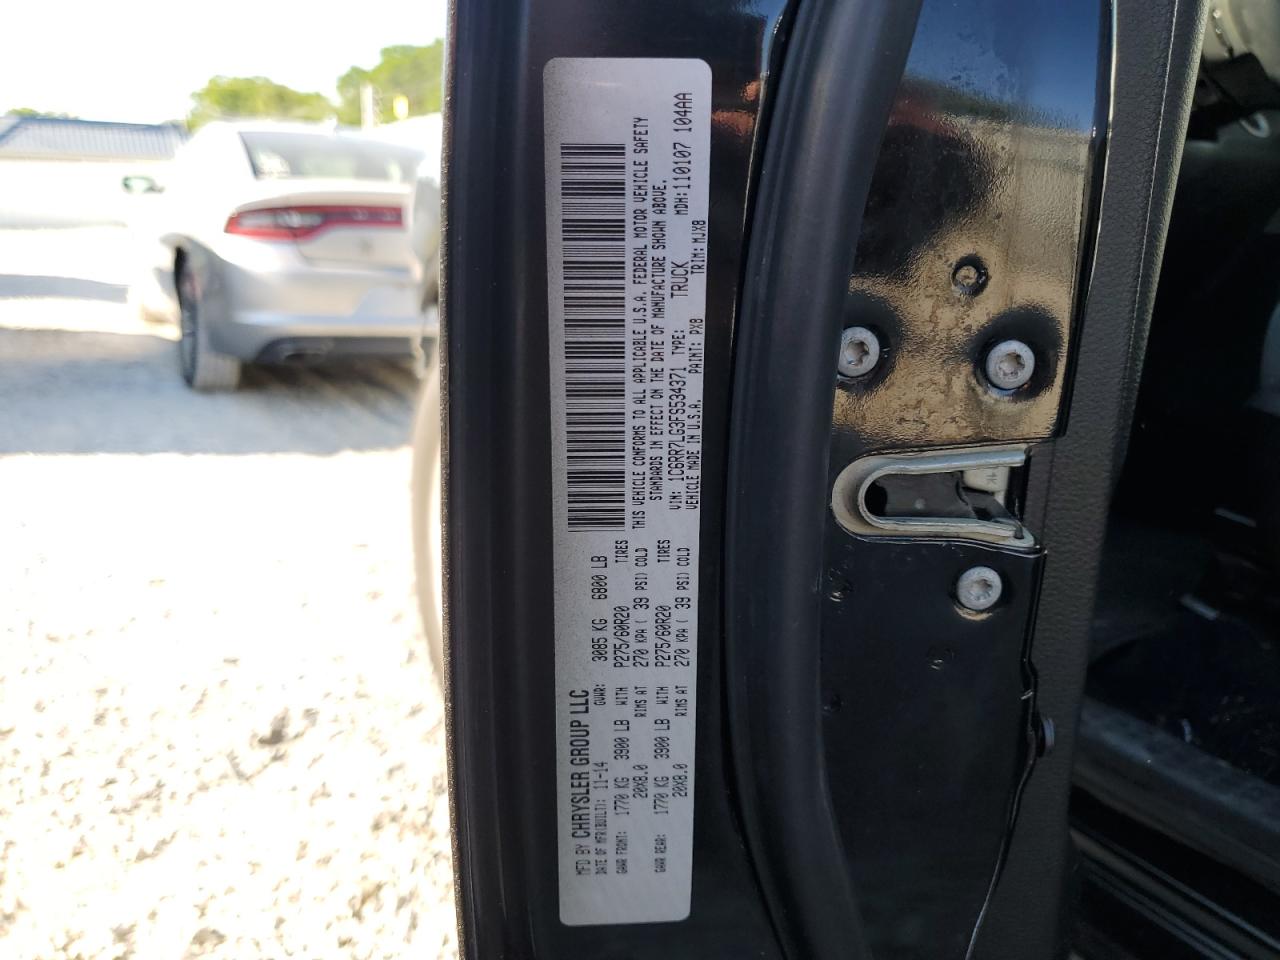 MFD BY CHRYSLER GROUP LLC
DATE OF MFR(BUILT): 11-14 GVWR: 3085 KG 6800 LB
GAWR FRONT: 1770 KG 3900 LB WITH P275/60R20 TIRES
20X8.0 RIMS AT 270 KPA ( 39 PSI) COLD
GAWR REAR: 1770 KG 3900 LB WITH P275/60R20 TIRES
20X8.0 RIMS AT 270 KPA ( 39 PSI) COLD
THIS VEHICLE CONFORMS TO ALL APPLICABLE U.S.A. FEDERAL MOTOR VEHICLE SAFETY
STANDARDS IN EFFECT ON THE DATE OF MANUFACTURE SHOWN ABOVE.
VIN: 1C6RR7LG3FS534371 TYPE: TRUCK MDH:110107 104AA
VEHICLE MADE IN U.S.A. PAINT: PX8 TRIM: MJX8